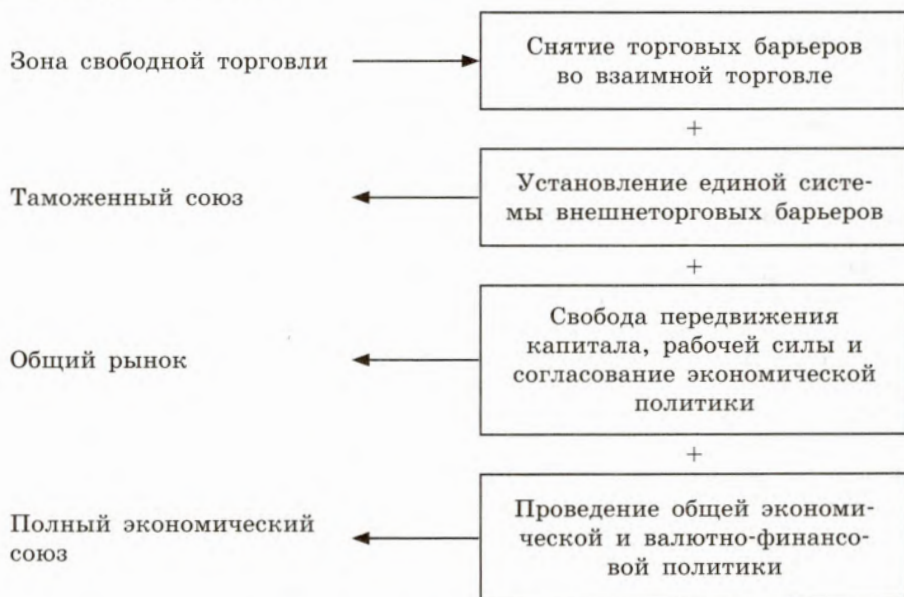 Зона свободной торговли
Снятие торговых барьеров
во взаимной торговле
+
Таможенный союз
Установление единой систе-
мы внешнеторговых барьеров
+
Общий рынок
Свобода передвижения
капитала, рабочей силы и
согласование экономической
политики
+
Полный экономический
союз
Проведение общей экономи-
ческой и валютно-финансо-
вой политики